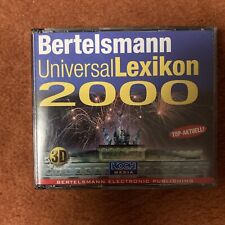 Bertelsmann
UniversalLexikon
2000
TOP-AKTUELL!
3D
KOCH
MEDIA
BERTELSMANN ELECTRONIC PUBLISHING